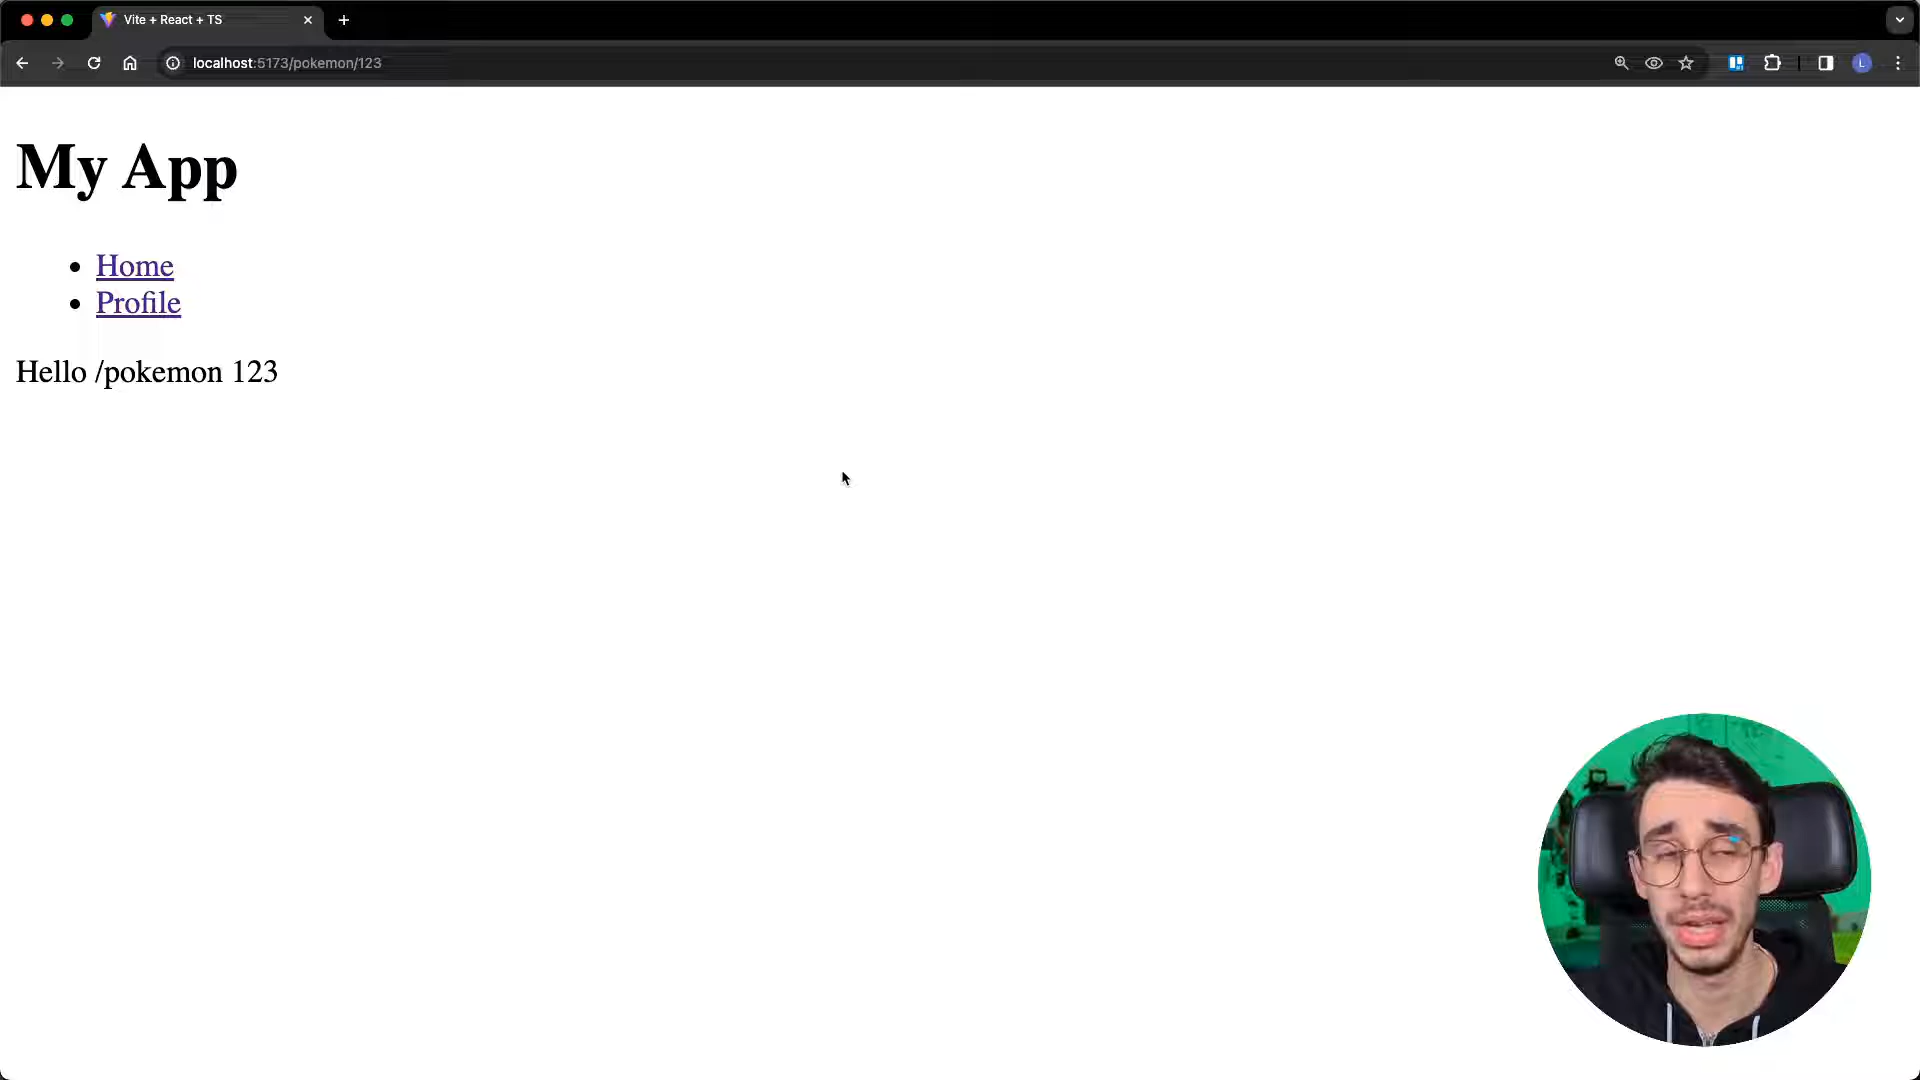 Vite + React + TS
localhost:5173/pokemon/123
L
My App
Home
Profile
Hello /pokemon 123